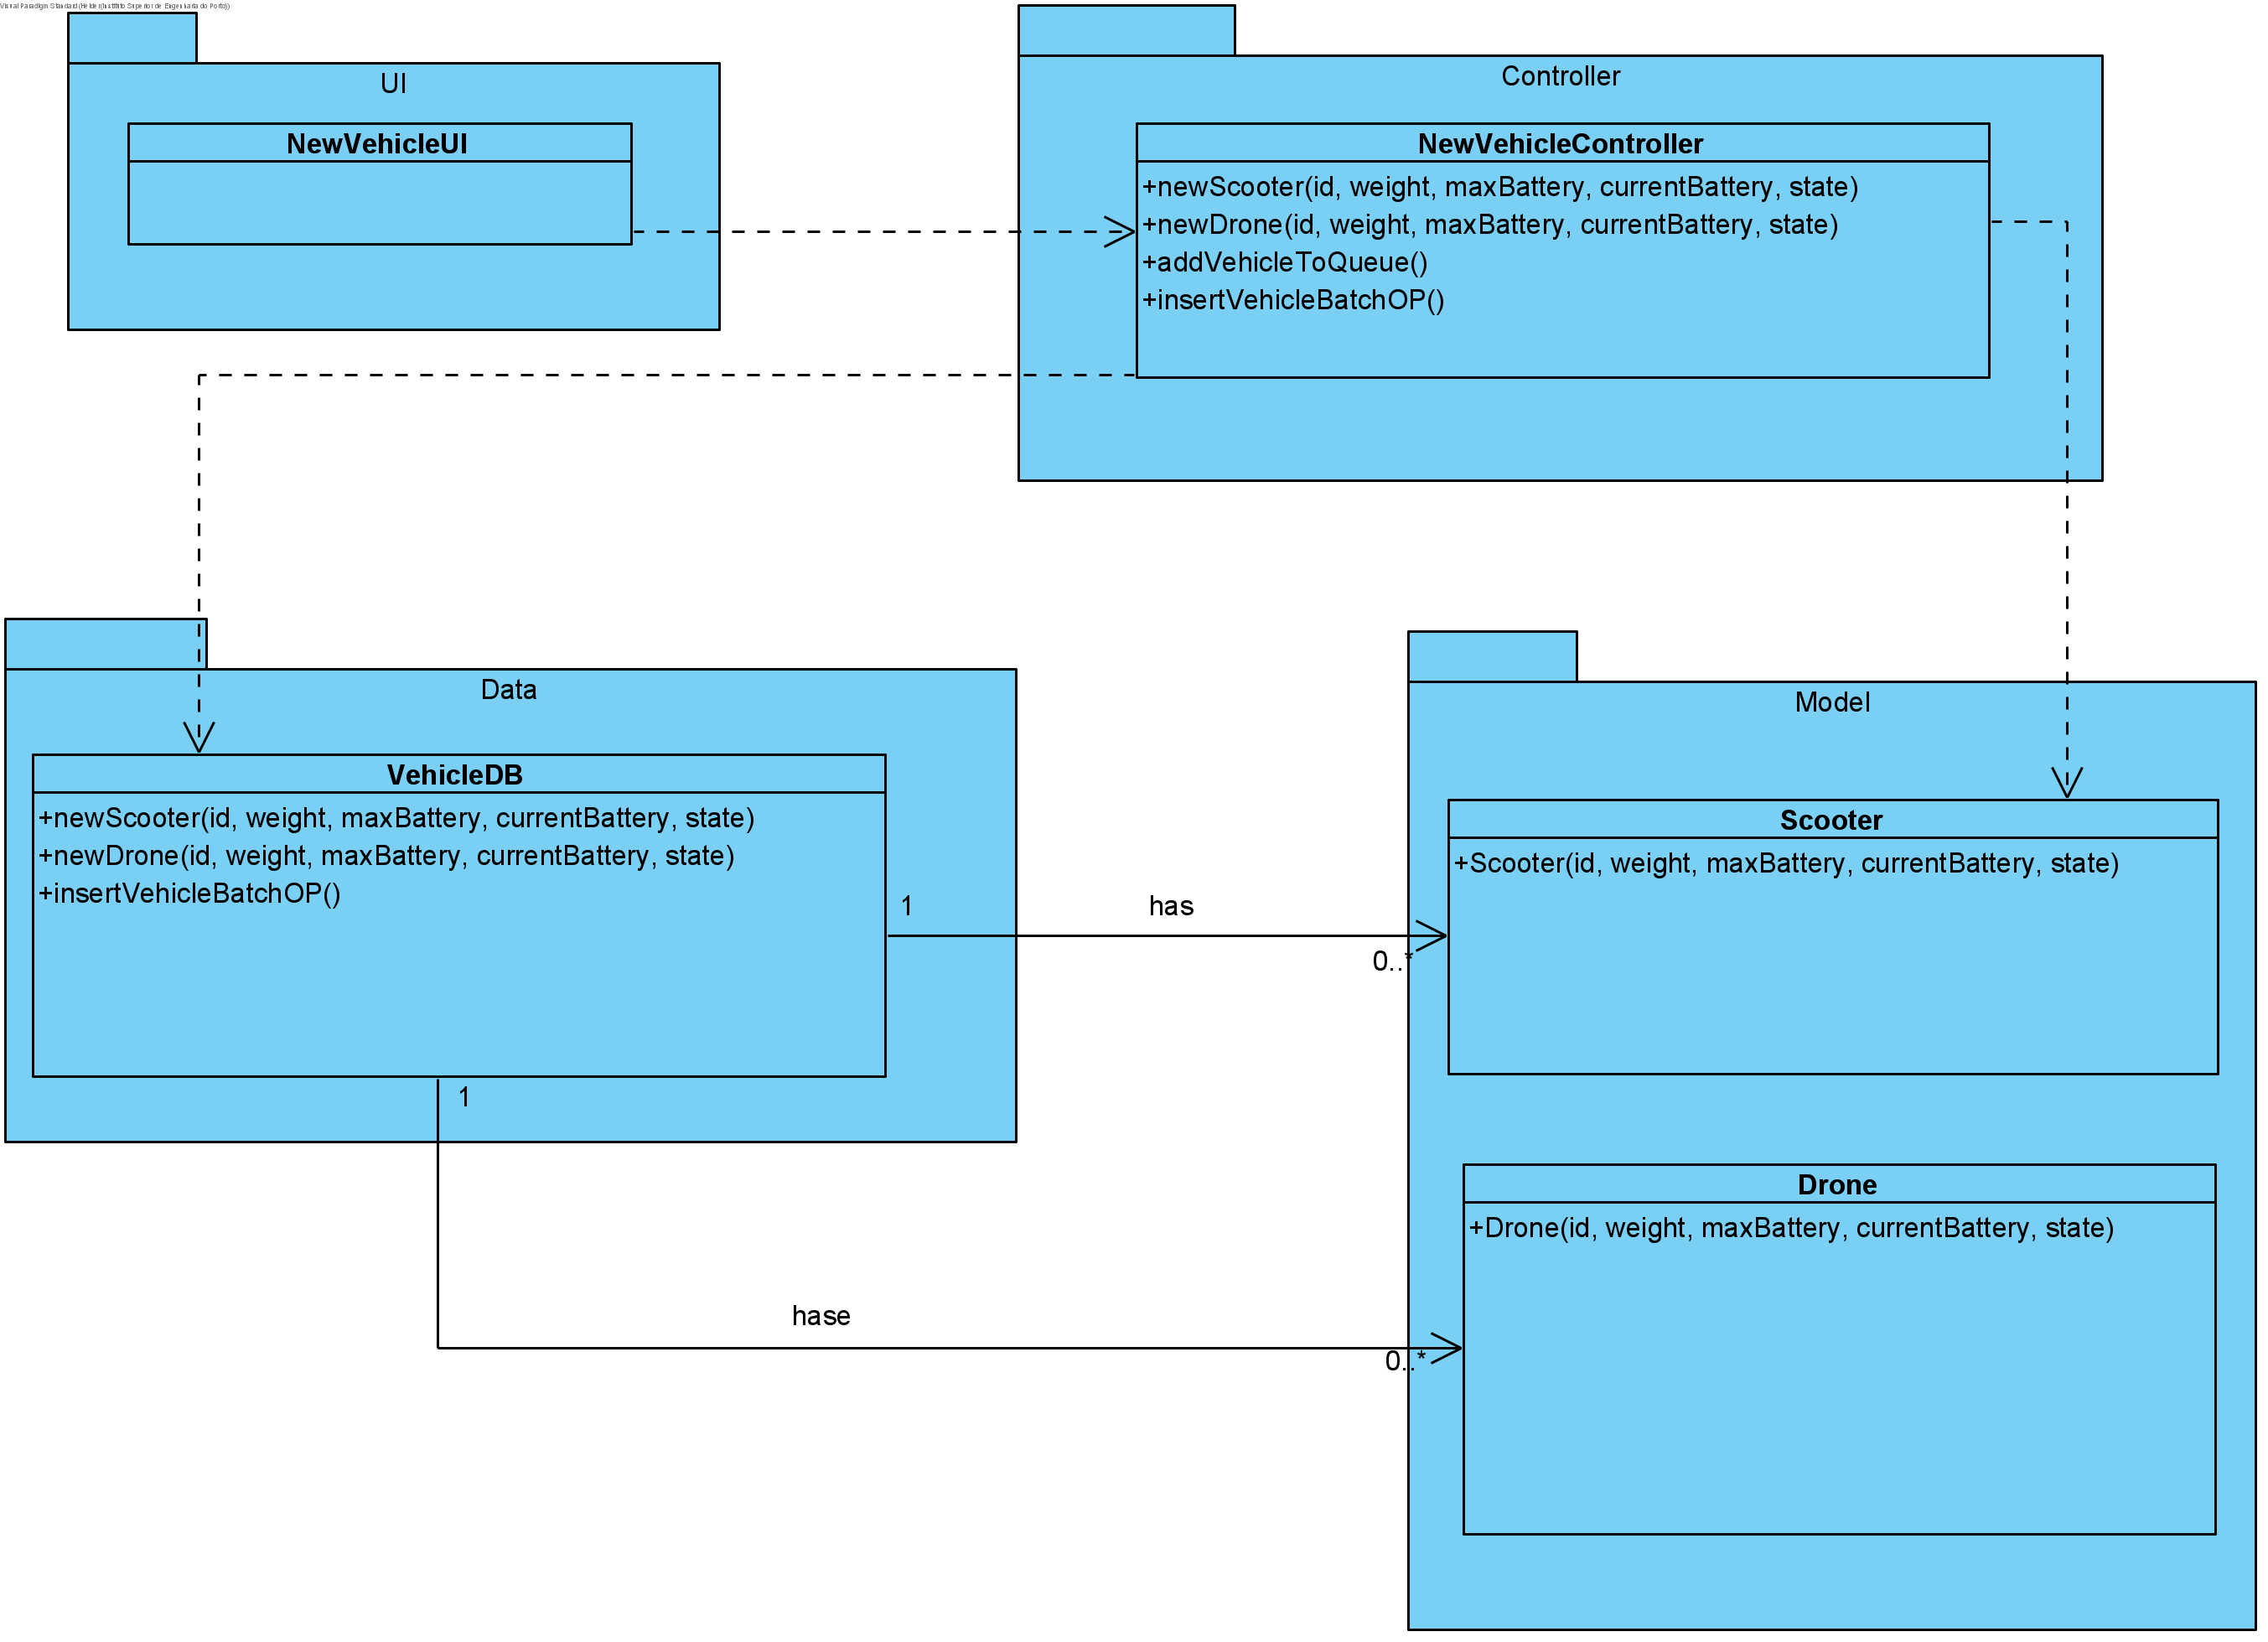 Visual Paradigm Standard (Helder(Instituto Superior de Engenharia do Porto))
UI
NewVehicleUI
Controller
NewVehicleController
+newScooter(id, weight, maxBattery, currentBattery, state)
+newDrone(id, weight, maxBattery, currentBattery, state)
+addVehicleToQueue()
+insertVehicleBatchOP()
Data
VehicleDB
+newScooter(id, weight, maxBattery, currentBattery, state)
+newDrone(id, weight, maxBattery, currentBattery, state)
+insertVehicleBatchOP()
1
has
0..*
1
hase
0..*
Model
Scooter
+Scooter(id, weight, maxBattery, currentBattery, state)
Drone
+Drone(id, weight, maxBattery, currentBattery, state)